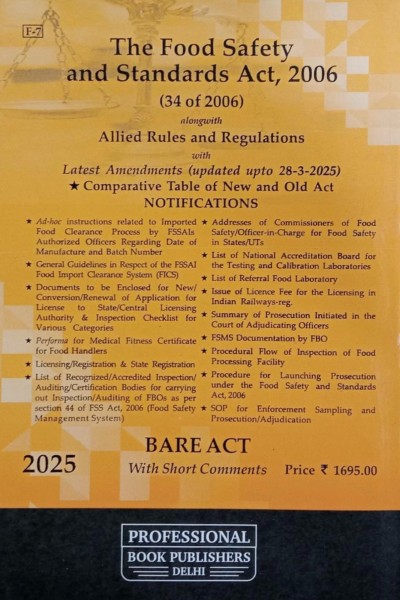 F-7
The Food Safety
and Standards Act, 2006
(34 of 2006)
alongwith
Allied Rules and Regulations
with
Latest Amendments (updated upto 28-3-2025)
★ Comparative Table of New and Old Act
NOTIFICATIONS
★ Ad-hoc instructions related to Imported
Food Clearance Process by FSSAIs
Authorized Officers Regarding Date of
Manufacture and Batch Number
★ General Guidelines in Respect of the FSSAI
Food Import Clearance System (FICS)
★ Documents to be Enclosed for New/
Conversion/Renewal of Application for
License to State/Central Licensing
Authority & Inspection Checklist for
Various Categories
★ Performa for Medical Fitness Certificate
for Food Handlers
★ Licensing/Registration & State Registration
★ List of Recognized/Accredited Inspection/
Auditing/Certification Bodies for carrying
out Inspection/Auditing of FBOs as per
section 44 of FSS Act, 2006 (Food Safety
Management System)
★ Addresses of Commissioners of Food
Safety/Officer-in-Charge for Food Safety
in States/UTs
★ List of National Accreditation Board for
the Testing and Calibration Laboratories
★ List of Referral Food Laboratory
★ Issue of Licence Fee for the Licensing in
Indian Railways-reg.
★ Summary of Prosecution Initiated in the
Court of Adjudicating Officers
★ FSMS Documentation by FBO
★ Procedural Flow of Inspection of Food
Processing Facility
★ Procedure for Launching Prosecution
under the Food Safety and Standards
Act, 2006
★ SOP for Enforcement Sampling and
Prosecution/Adjudication
BARE ACT
2025 With Short Comments Price ₹ 1695.00
PROFESSIONAL
BOOK PUBLISHERS
DELHI